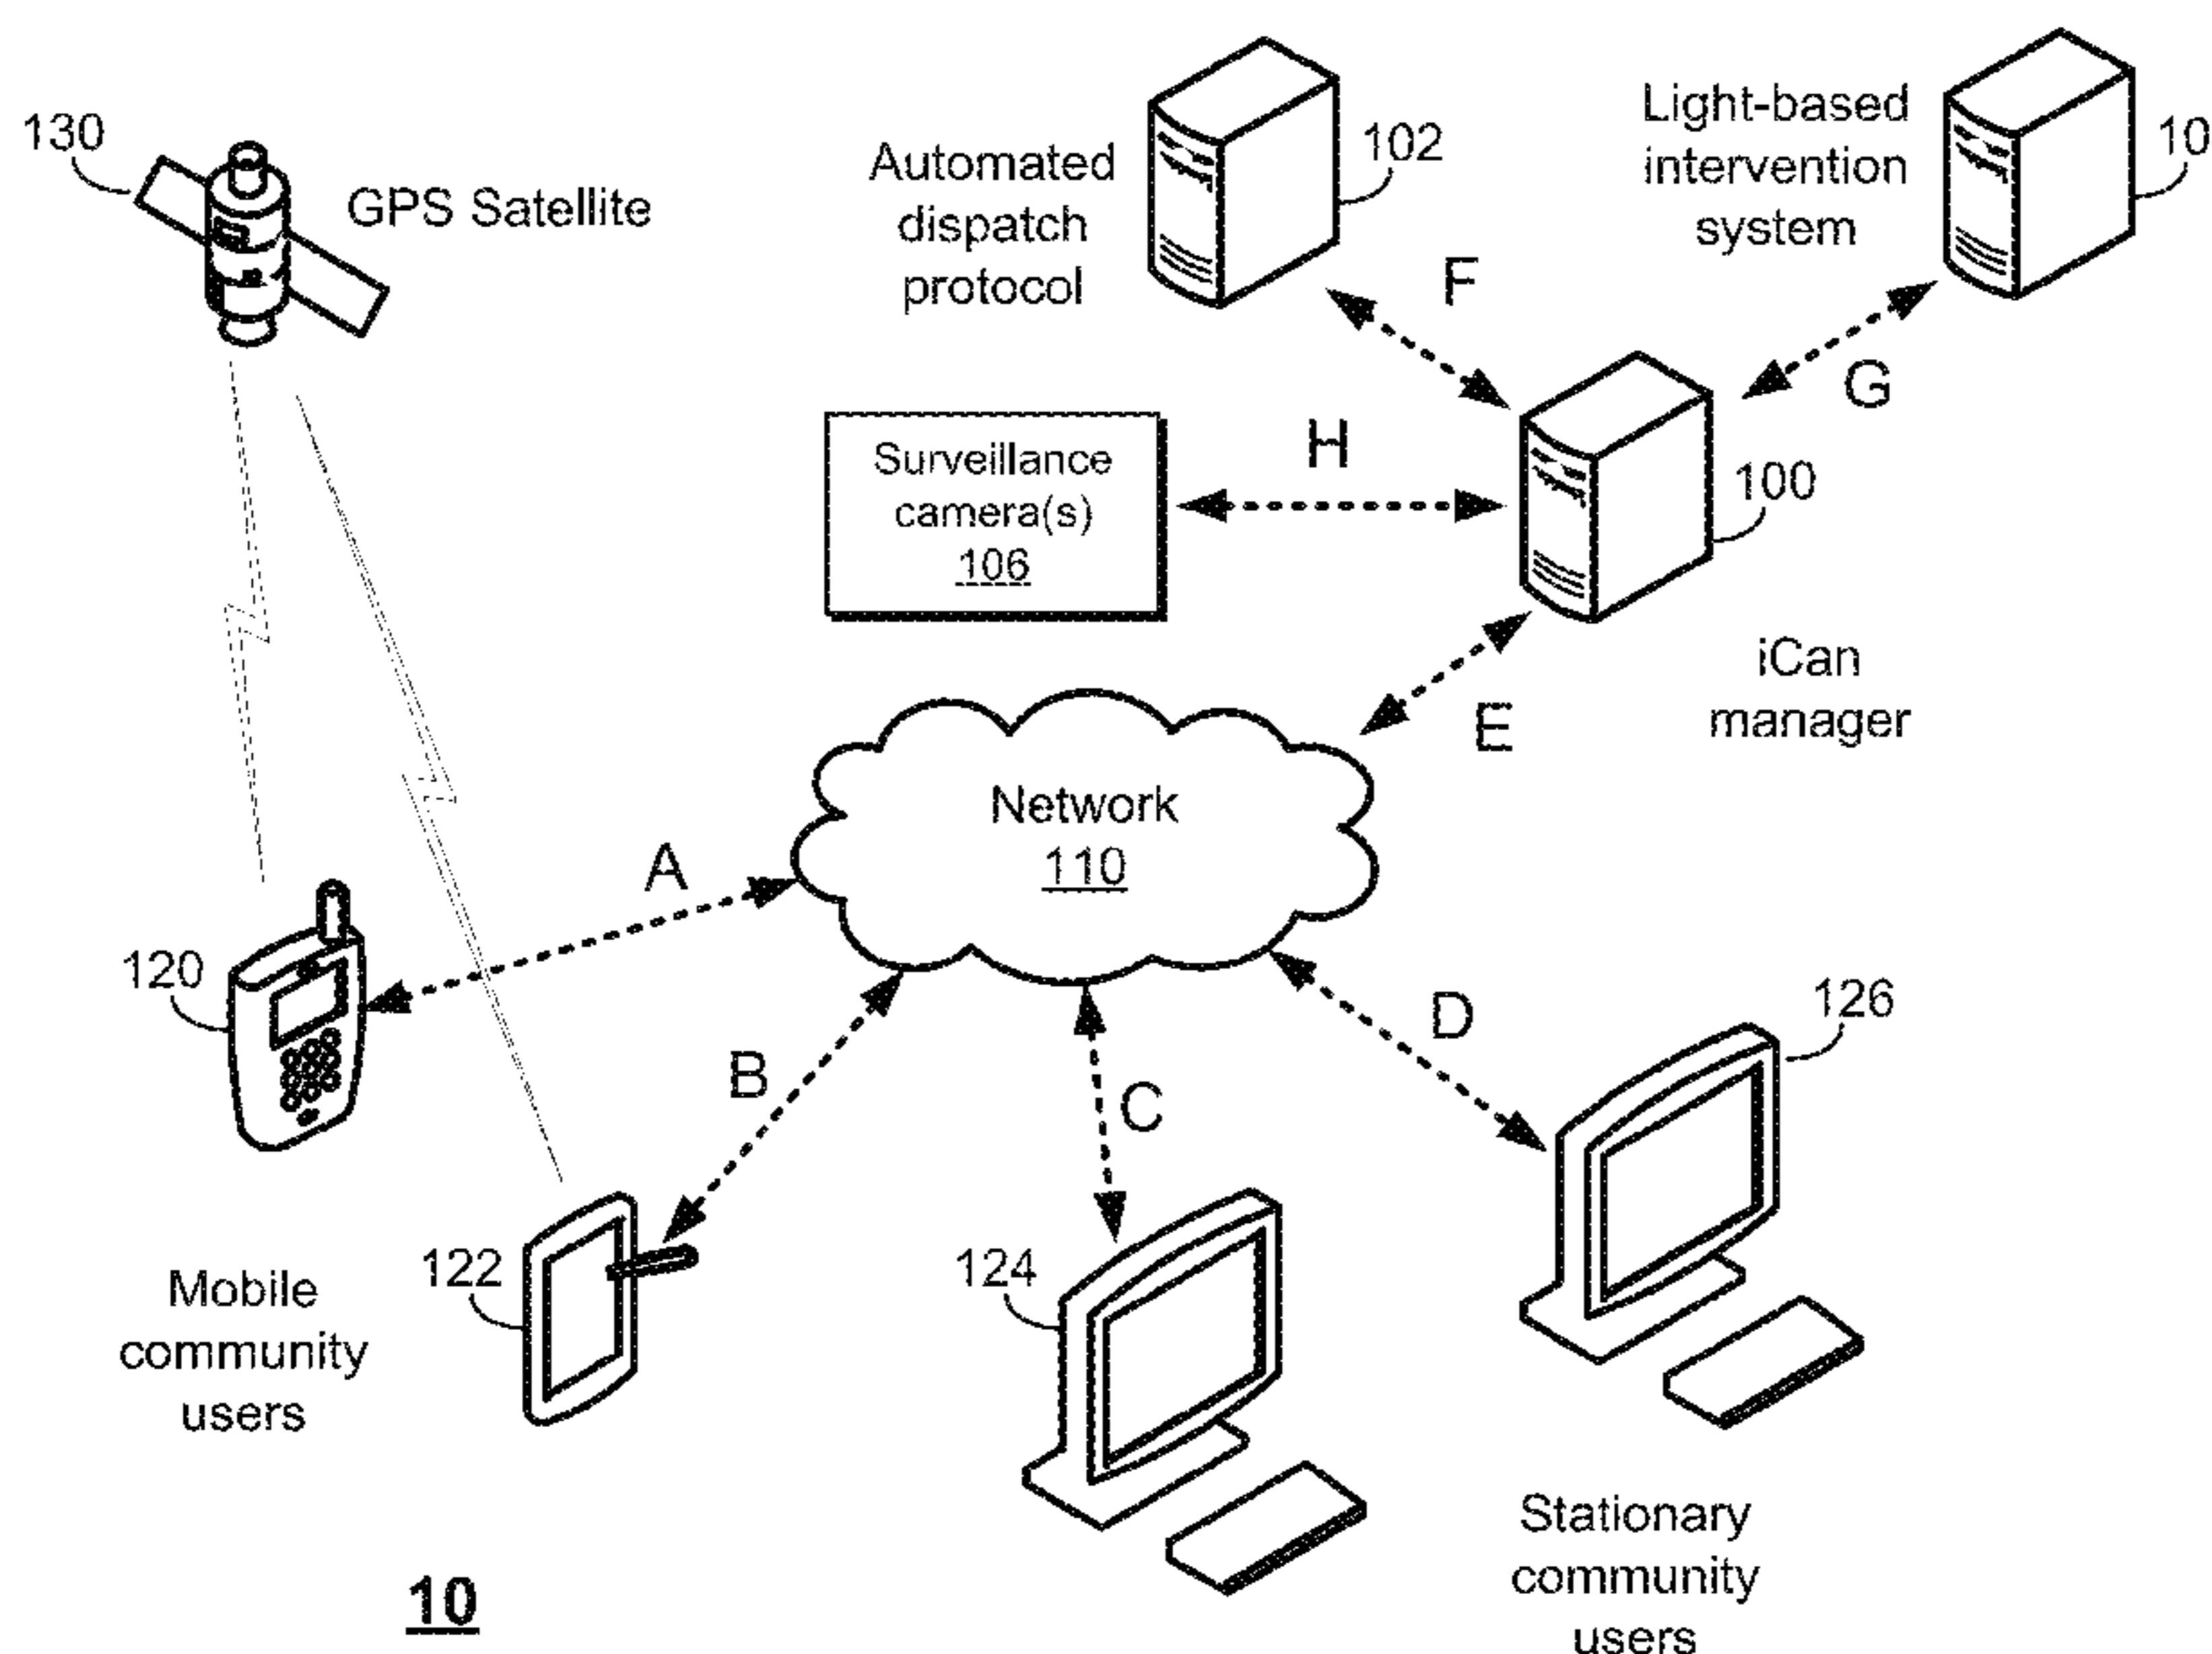 130
GPS Satellite
Automated
dispatch
protocol
102
Light-based
intervention
system
10
F
G
Surveillance
camera(s)
106
H
100
iCan
manager
E
Network
110
A
120
B
C
D
126
122
124
Mobile
community
users
Stationary
community
users
10